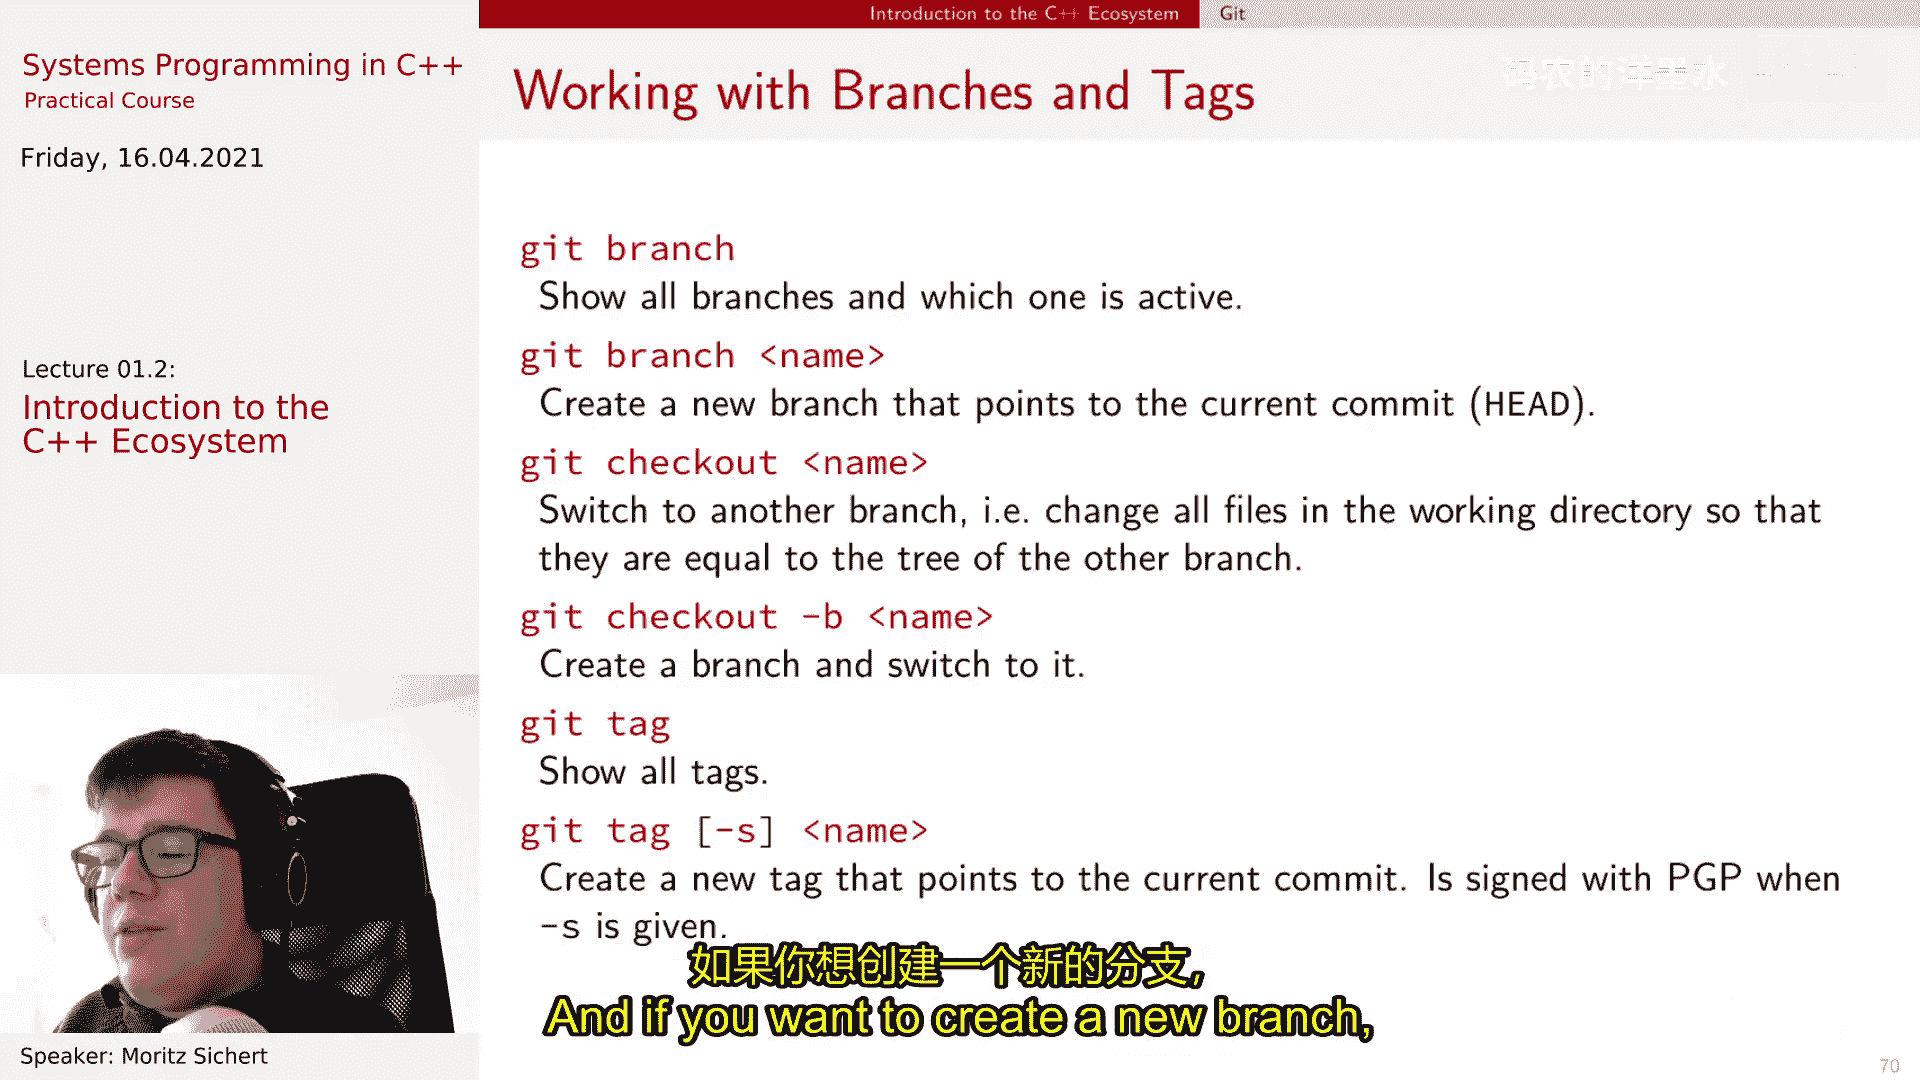 Introduction to the C++ Ecosystem
Git
Systems Programming in C++
Practical Course
Friday, 16.04.2021
Lecture 01.2:
Introduction to the
C++ Ecosystem
Working with Branches and Tags
码农的洋墨水
git branch
Show all branches and which one is active.
git branch <name>
Create a new branch that points to the current commit (HEAD).
git checkout <name>
Switch to another branch, i.e. change all files in the working directory so that
they are equal to the tree of the other branch.
git checkout -b <name>
Create a branch and switch to it.
git tag
Show all tags.
git tag [-s] <name>
Create a new tag that points to the current commit. Is signed with PGP when
-s is given.
如果你想创建一个新的分支,
And if you want to create a new branch,
Speaker: Moritz Sichert
70